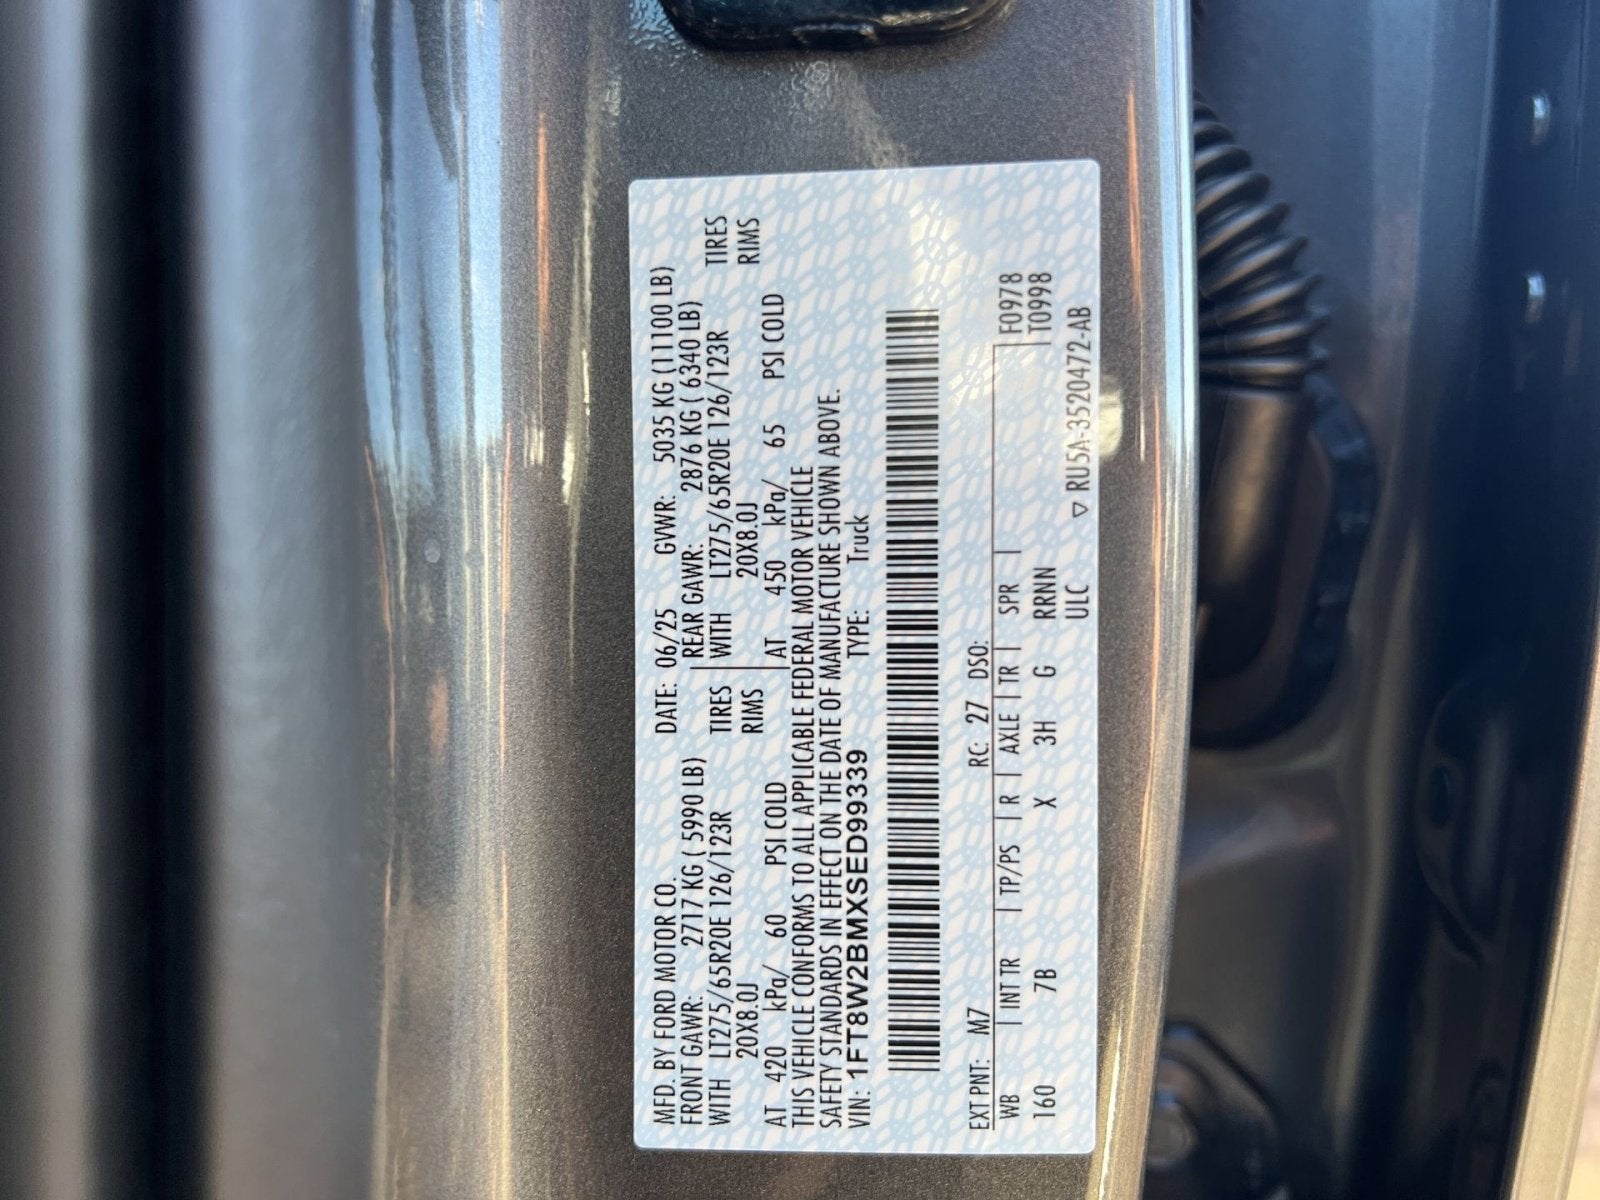 MFD. BY FORD MOTOR CO. DATE: 06/25 GVWR: 5035 KG (11100 LB)
FRONT GAWR: 2717 KG ( 5990 LB) REAR GAWR: 2876 KG ( 6340 LB)
WITH LT275/65R20E 126/123R TIRES WITH LT275/65R20E 126/123R TIRES
20X8.0J RIMS 20X8.0J RIMS
AT 420 kPa/ 60 PSI COLD AT 450 kPa/ 65 PSI COLD
THIS VEHICLE CONFORMS TO ALL APPLICABLE FEDERAL MOTOR VEHICLE
SAFETY STANDARDS IN EFFECT ON THE DATE OF MANUFACTURE SHOWN ABOVE.
VIN: 1FT8W2BMXSED99339 TYPE: Truck
EXT PNT: M7 RC: 27 DSO: F0978
WB | INT TR | TP/PS | R | AXLE | TR | SPR | T0998
160 7B X 3H G RRNN
ULC ▽ RU5A-3520472-AB